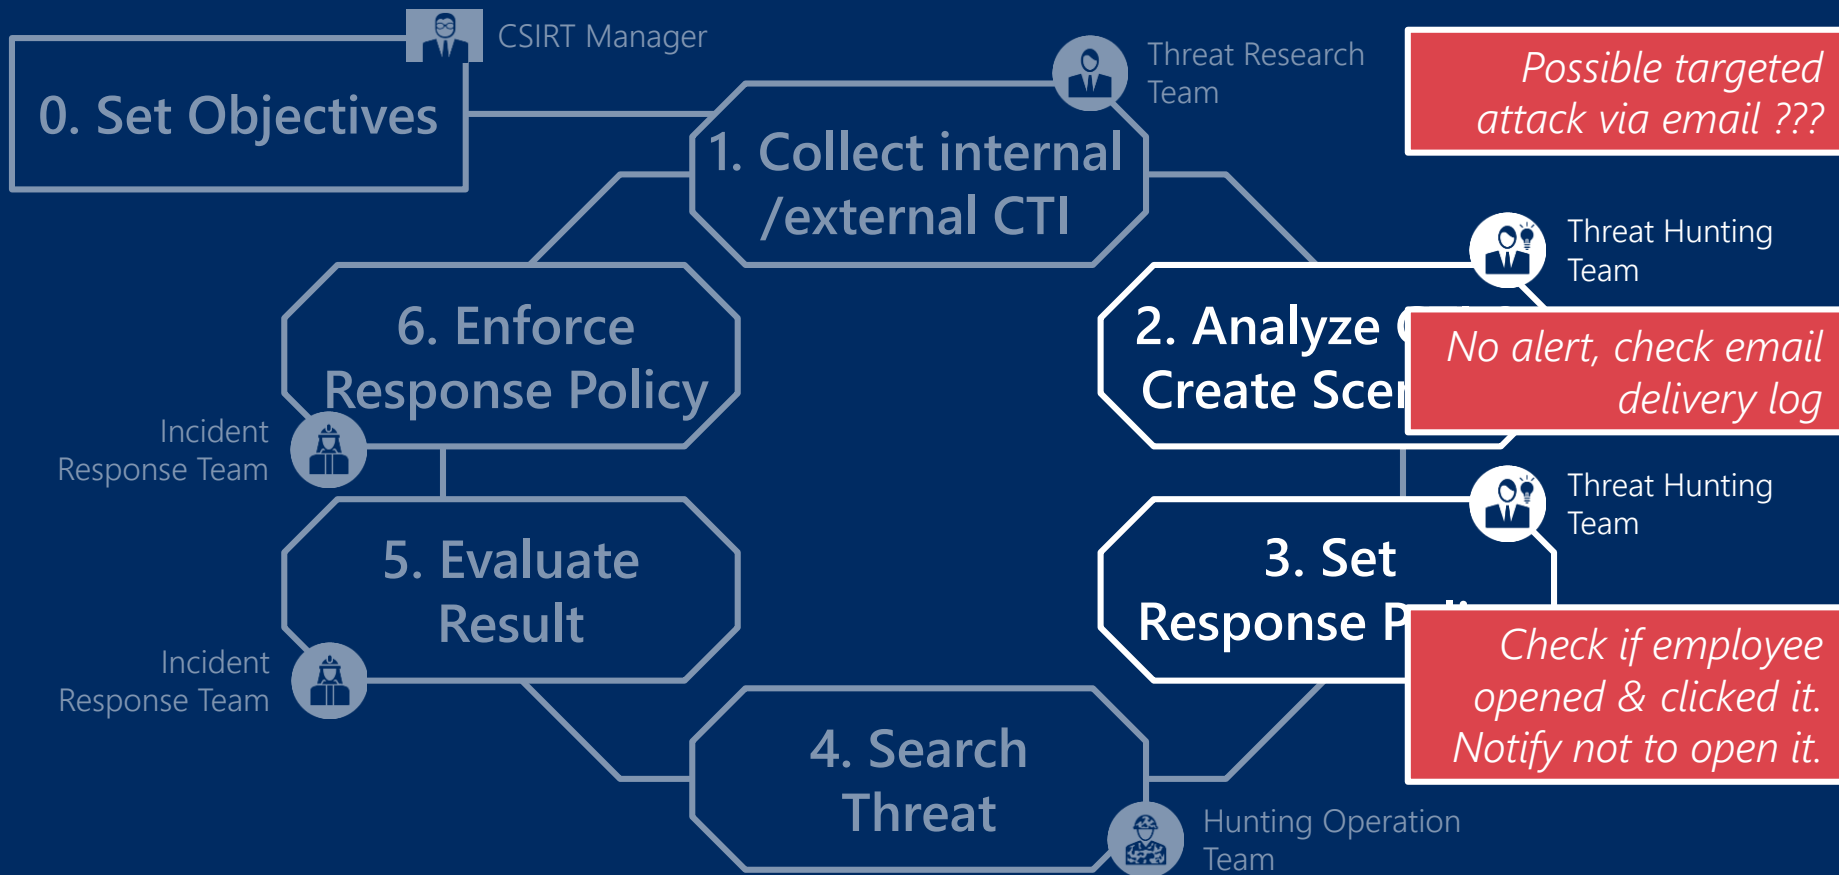 CSIRT Manager
0. Set Objectives
Threat Research
Team
1. Collect internal
/external CTI
Possible targeted
attack via email ???
Threat Hunting
Team
2. Analyze
Create
No alert, check email
delivery log
6. Enforce
Response Policy
Incident
Response Team
Threat Hunting
Team
3. Set
Response
Check if employee
opened & clicked it.
Notify not to open it.
5. Evaluate
Result
Incident
Response Team
4. Search
Threat
Hunting Operation
Team